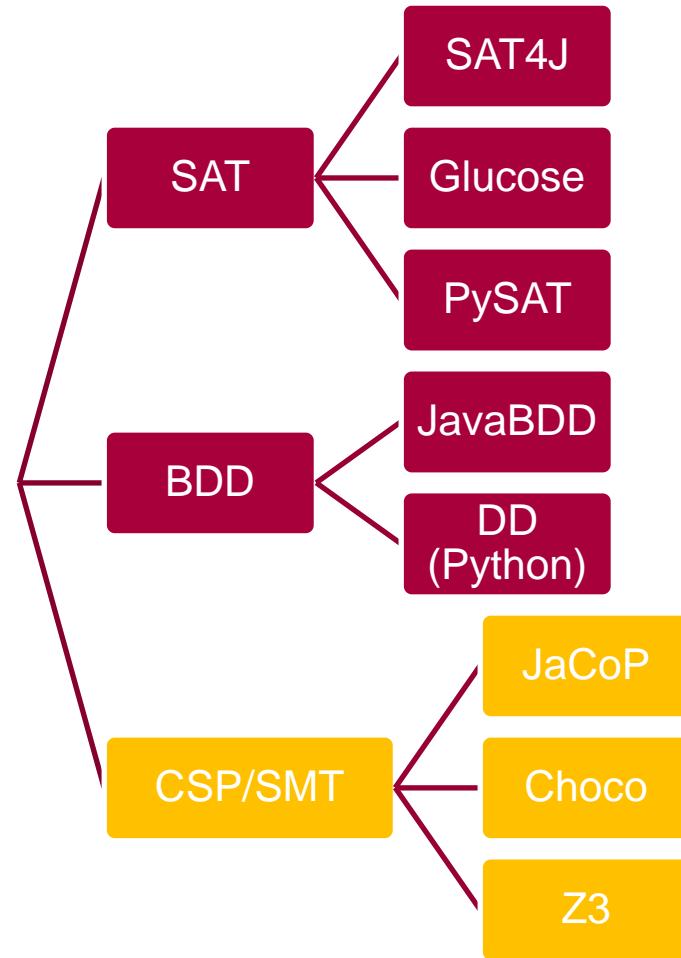 SAT
SAT4J
Glucose
PySAT
BDD
JavaBDD
DD
(Python)
CSP/SMT
JaCoP
Choco
Z3